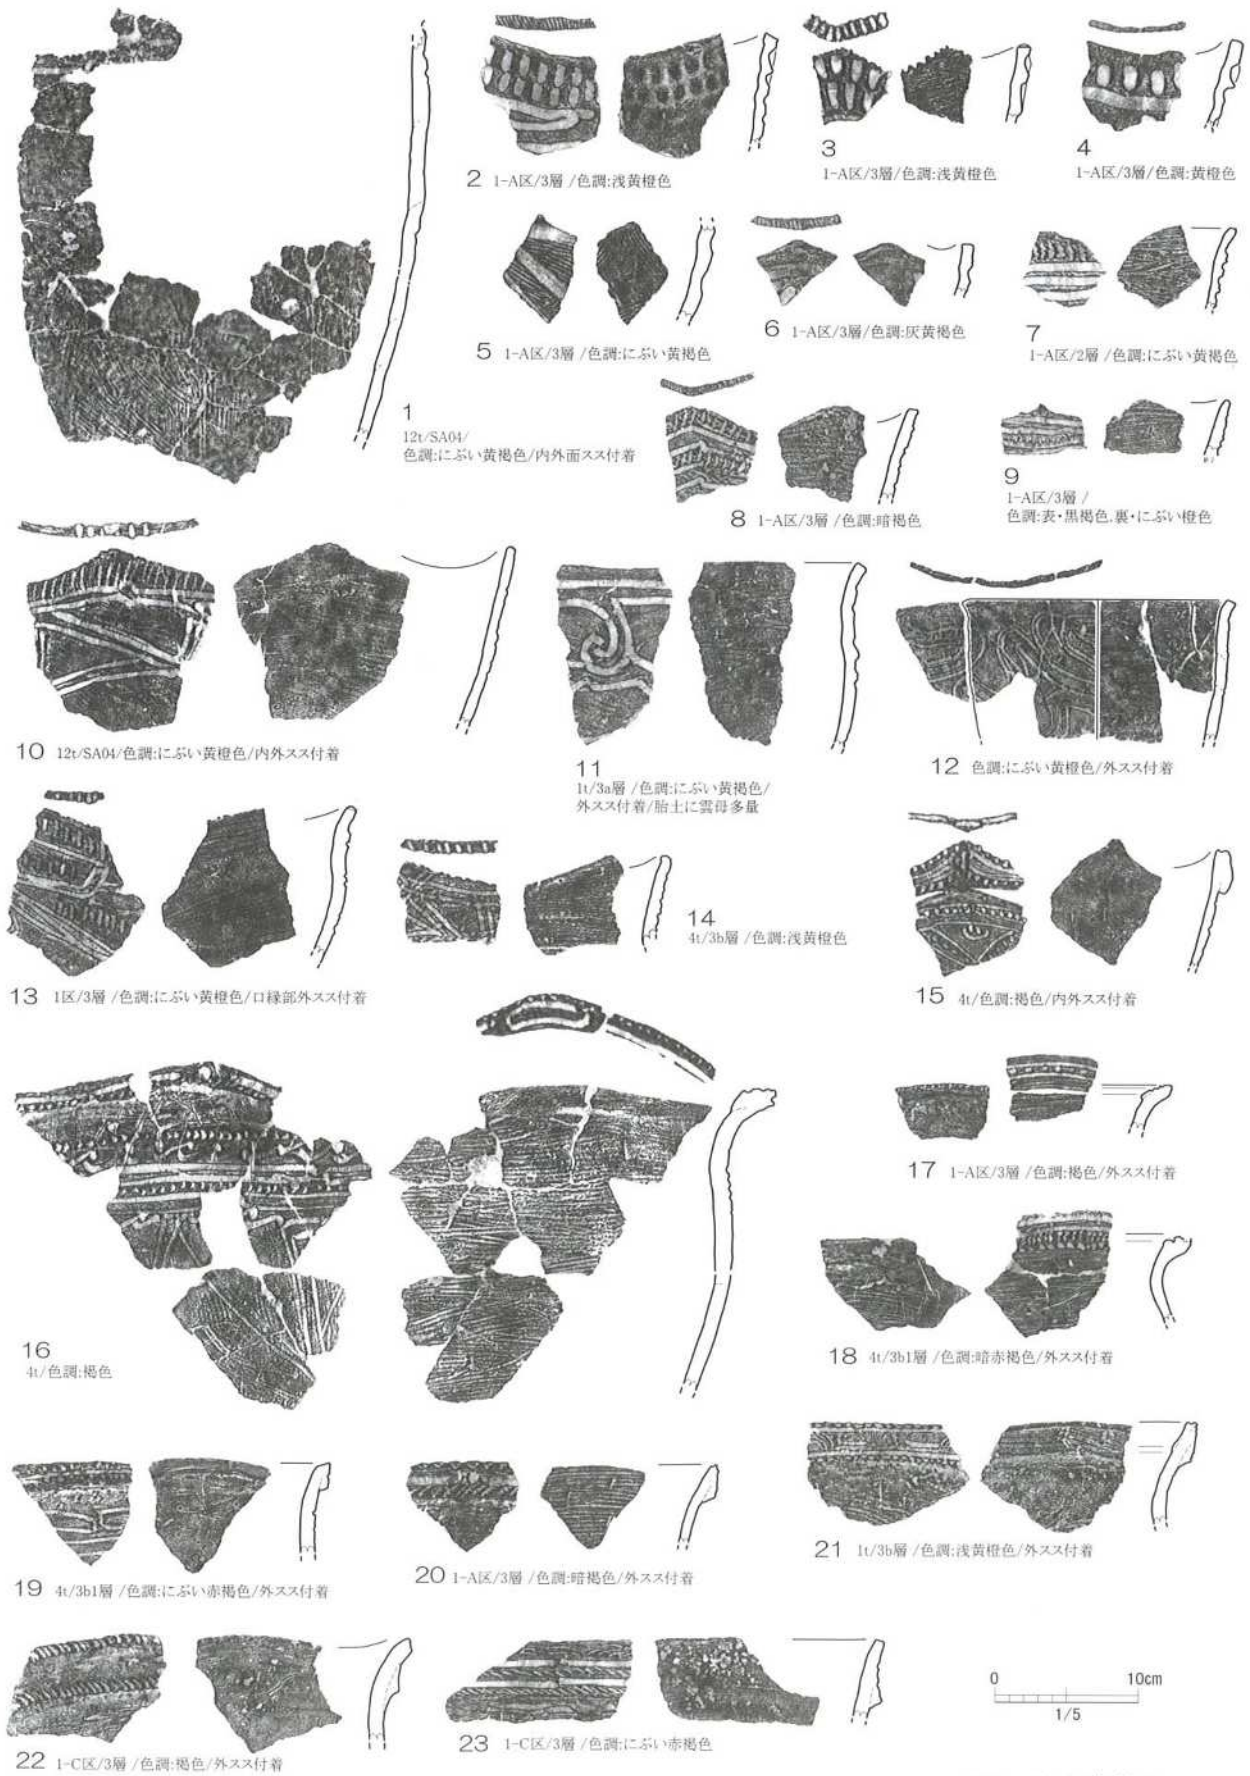 1
12t/SA04/
色調:にぶい黄褐色/内外面スス付着
2 1-A区/3層 /色調:浅黄橙色
3
1-A区/3層/色調:浅黄橙色
4
1-A区/3層/色調:黄橙色
5 1-A区/3層 /色調:にぶい黄褐色
6 1-A区/3層/色調:灰黄褐色
7
1-A区/2層 /色調:にぶい黄褐色
8 1-A区/3層 /色調:暗褐色
9
1-A区/3層 /
色調:表・黒褐色.裏・にぶい橙色
10 12t/SA04/色調:にぶい黄橙色/内外スス付着
11
1t/3a層 /色調:にぶい黄褐色/
外スス付着/胎土に雲母多量
12 色調:にぶい黄橙色/外スス付着
13 1区/3層 /色調:にぶい黄橙色/口縁部外スス付着
14
4t/3b層 /色調:浅黄橙色
15 4t/色調:褐色/内外スス付着
16
4t/色調:褐色
17 1-A区/3層 /色調:褐色/外スス付着
18 4t/3b1層 /色調:暗赤褐色/外スス付着
19 4t/3b1層 /色調:にぶい赤褐色/外スス付着
20 1-A区/3層 /色調:暗褐色/外スス付着
21 1t/3b層 /色調:浅黄橙色/外スス付着
22 1-C区/3層 /色調:褐色/外スス付着
23 1-C区/3層 /色調:にぶい赤褐色
0 10cm
1/5